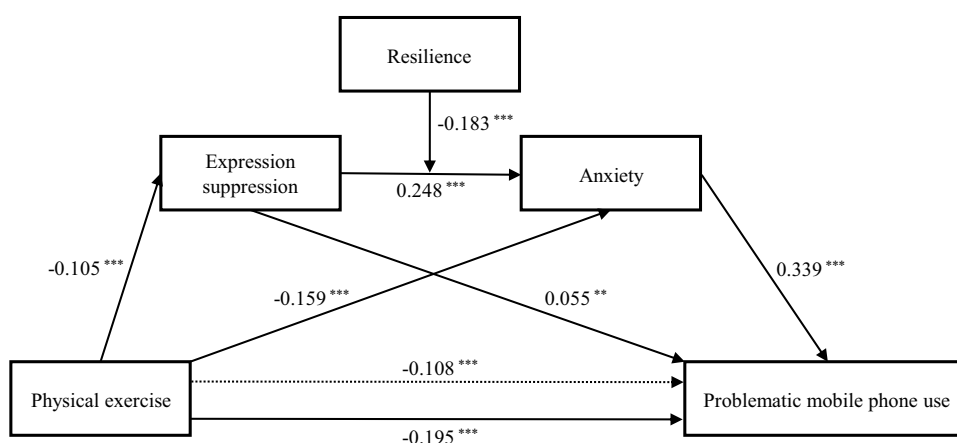 Resilience
-0.183 ***
Expression
suppression
0.248 ***
Anxiety
-0.105 ***
-0.159 ***
0.055 **
0.339 ***
Physical exercise
-0.108 ***
-0.195 ***
Problematic mobile phone use